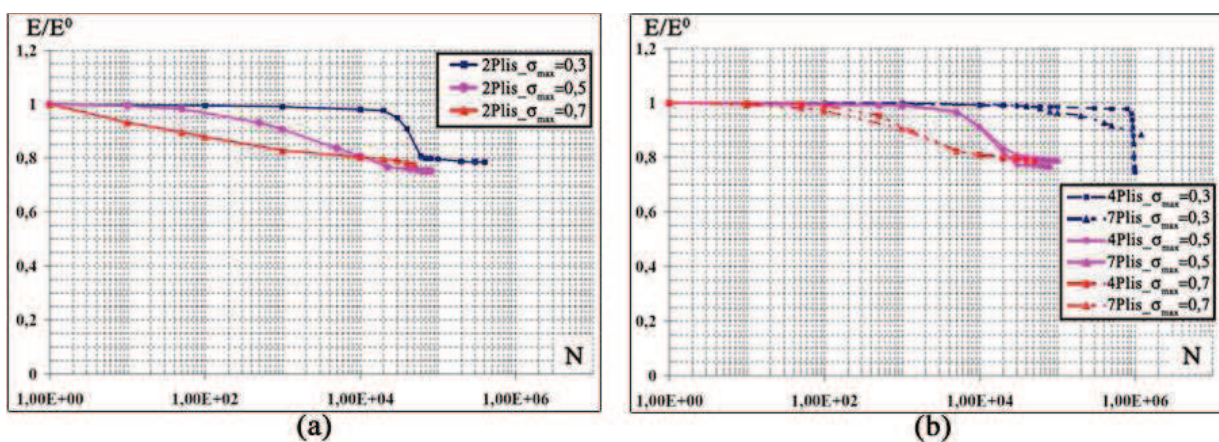 E/E⁰
1,2
1
0,8
0,6
0,4
0,2
0
1,00E+00 1,00E+02 1,00E+04 1,00E+06
N
2Plis_σmax=0,3
2Plis_σmax=0,5
2Plis_σmax=0,7
(a)
E/E⁰
1,2
1
0,8
0,6
0,4
0,2
0
1,00E+00 1,00E+02 1,00E+04 1,00E+06
N
4Plis_σmax=0,3
7Plis_σmax=0,3
4Plis_σmax=0,5
7Plis_σmax=0,5
4Plis_σmax=0,7
7Plis_σmax=0,7
(b)